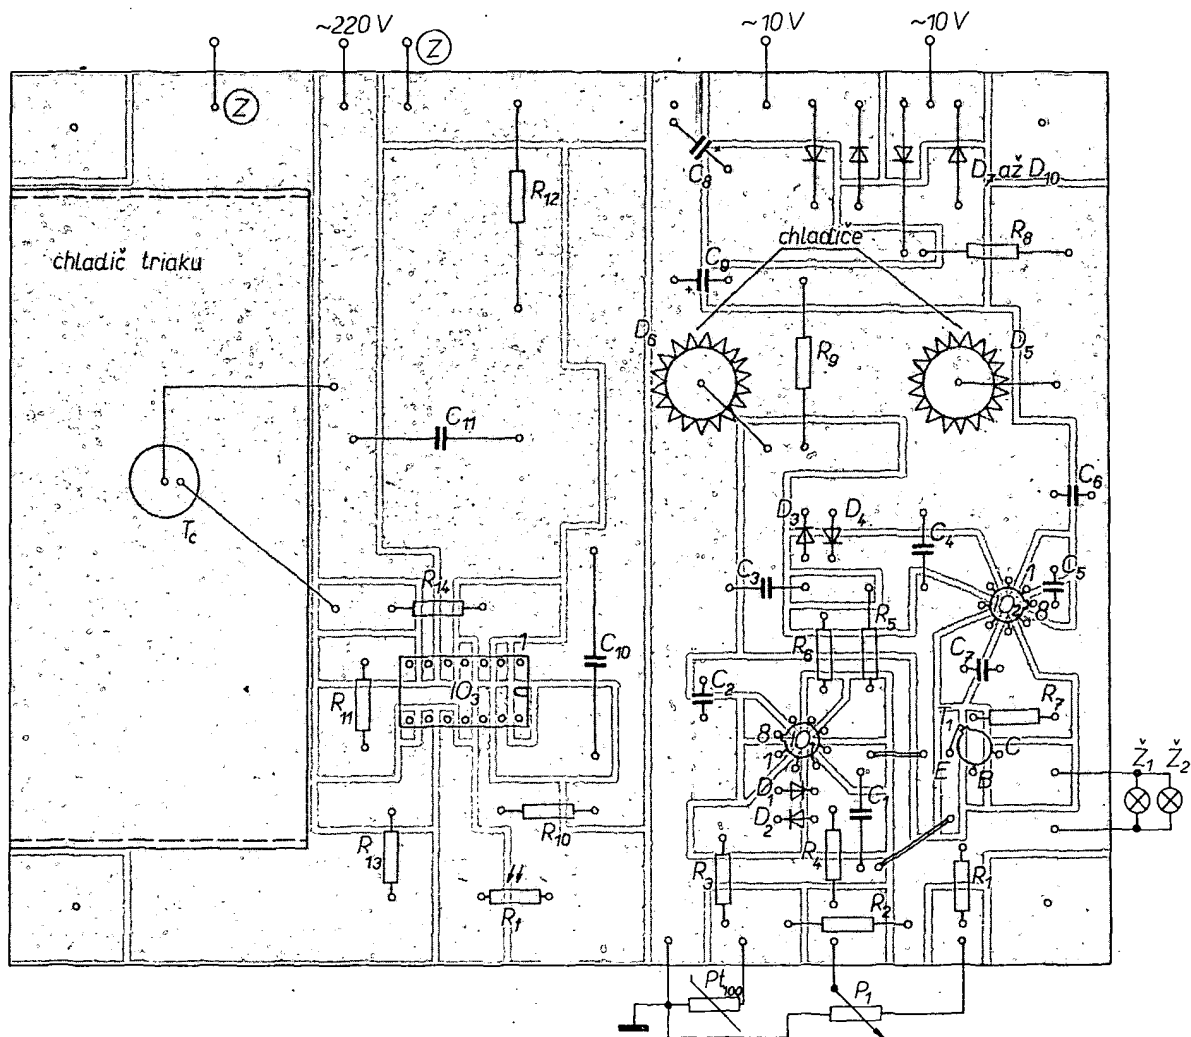 ~220 V
~10 V
~10 V
Z
Z
C8
D7 až D10
R12
R8
chladiče
chladič triaku
C9
D6
D5
R9
C11
C6
Tc
D3
D4
C4
C3
1
C5
R14
IO2
8
R5
R6
C10
C7
1
IO3
C2
R11
R7
8
IO1
1
T1
E
C
B
Ž1
Ž2
D1
D2
C1
R10
R13
R4
R3
R1
Rf
R2
Pt100
P1